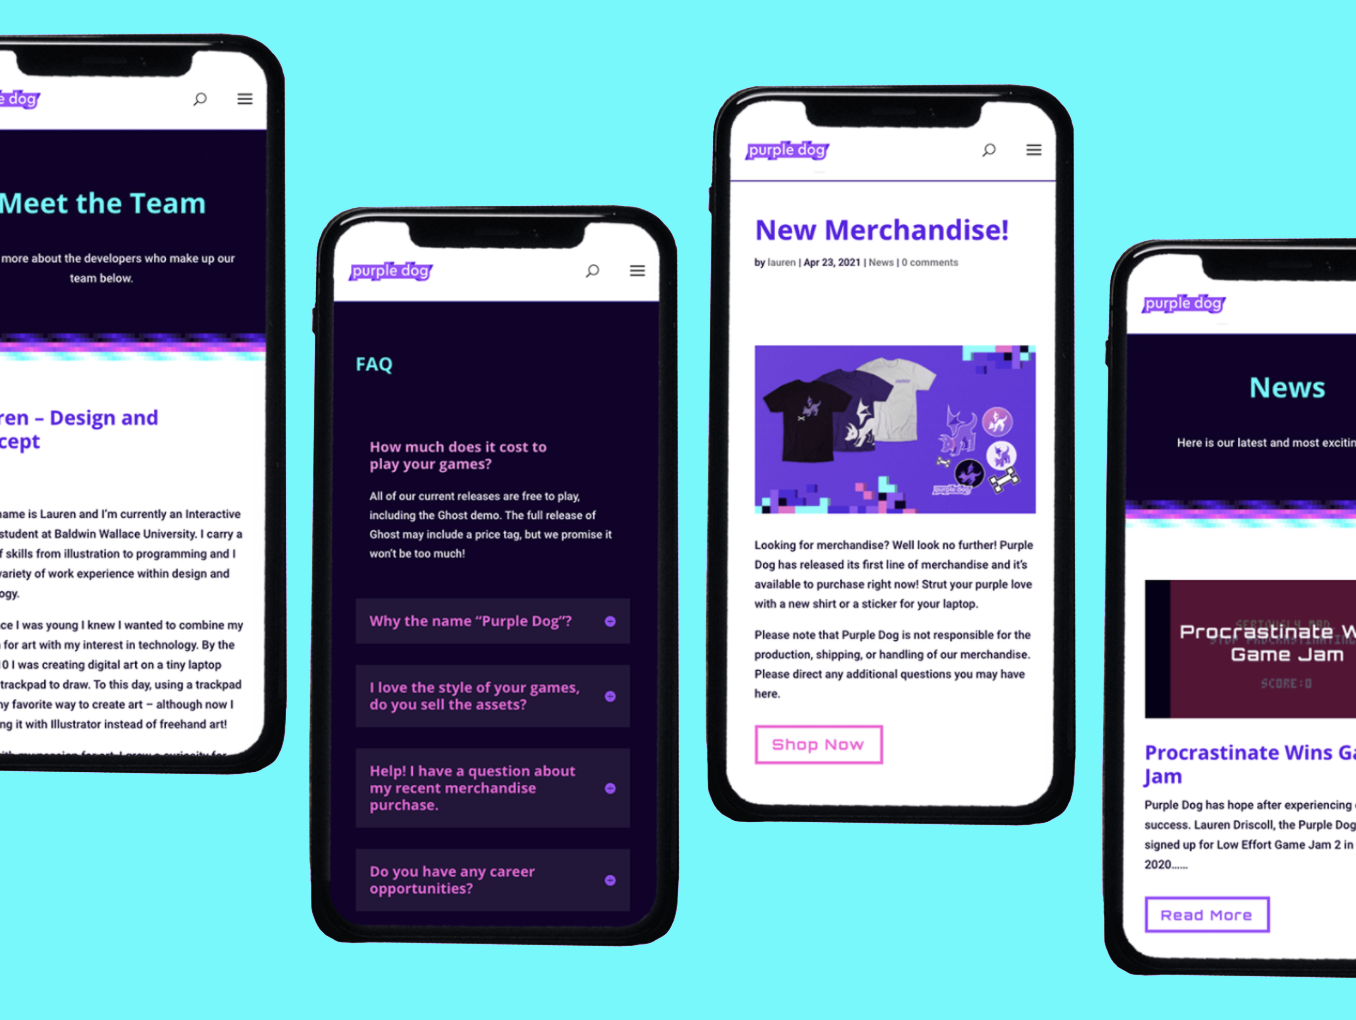 e dog
Meet the Team
more about the developers who make up our
team below.
ren – Design and
cept
name is Lauren and I'm currently an Interactive
student at Baldwin Wallace University. I carry a
f skills from illustration to programming and I
variety of work experience within design and
ogy.
ce I was young I knew I wanted to combine my
for art with my interest in technology. By the
10 I was creating digital art on a tiny laptop
trackpad to draw. To this day, using a trackpad
ny favorite way to create art – although now I
ng it with Illustrator instead of freehand art!
purple dog
FAQ
How much does it cost to
play your games?
All of our current releases are free to play,
including the Ghost demo. The full release of
Ghost may include a price tag, but we promise it
won't be too much!
Why the name “Purple Dog”?
I love the style of your games,
do you sell the assets?
Help! I have a question about
my recent merchandise
purchase.
Do you have any career
opportunities?
purple dog
New Merchandise!
by lauren | Apr 23, 2021 | News | 0 comments
purple dog
Looking for merchandise? Well look no further! Purple
Dog has released its first line of merchandise and it's
available to purchase right now! Strut your purple love
with a new shirt or a sticker for your laptop.
Please note that Purple Dog is not responsible for the
production, shipping, or handling of our merchandise.
Please direct any additional questions you may have
here.
Shop Now
purple dog
News
Here is our latest and most excitin
Procrastinate W
Game Jam
SCORE:0
Procrastinate Wins Ga
Jam
Purple Dog has hope after experiencing
success. Lauren Driscoll, the Purple Dog
signed up for Low Effort Game Jam 2 in
2020......
Read More